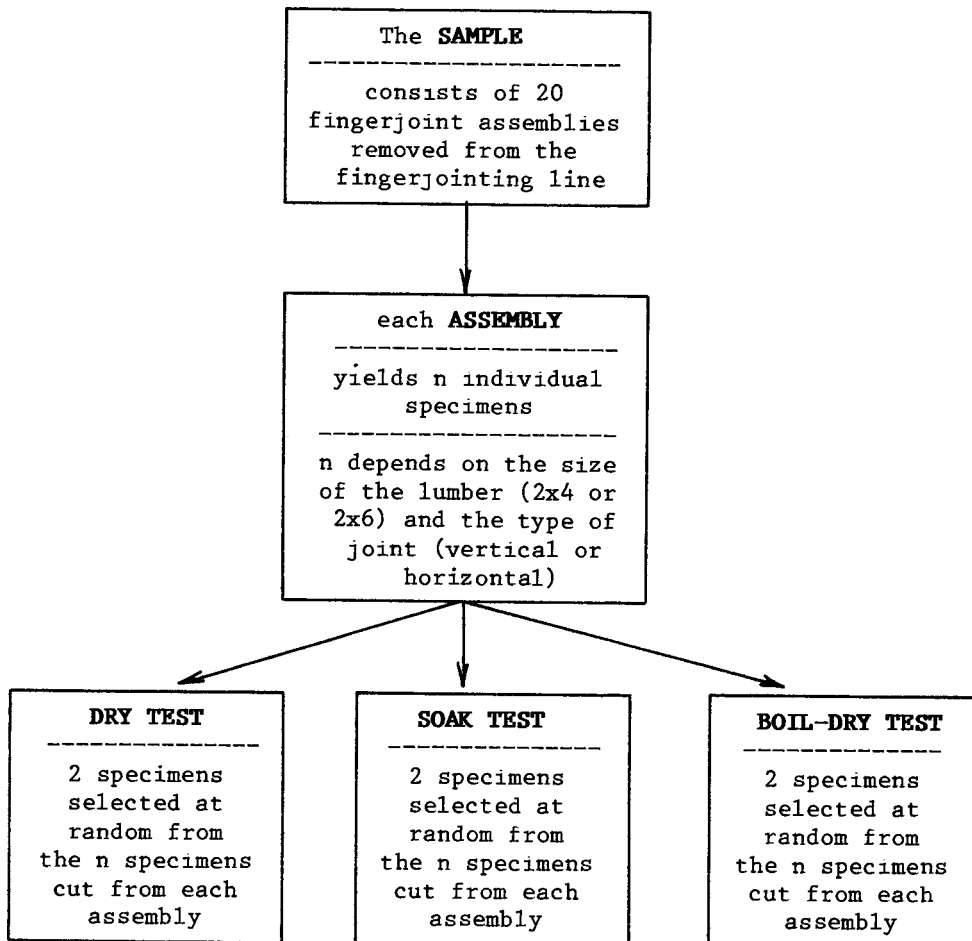 The SAMPLE
consists of 20
fingerjoint assemblies
removed from the
fingerjointing line
each ASSEMBLY
yields n individual
specimens
n depends on the size
of the lumber (2x4 or
2x6) and the type of
joint (vertical or
horizontal)
DRY TEST
2 specimens
selected at
random from
the n specimens
cut from each
assembly
SOAK TEST
2 specimens
selected at
random from
the n specimens
cut from each
assembly
BOIL-DRY TEST
2 specimens
selected at
random from
the n specimens
cut from each
assembly